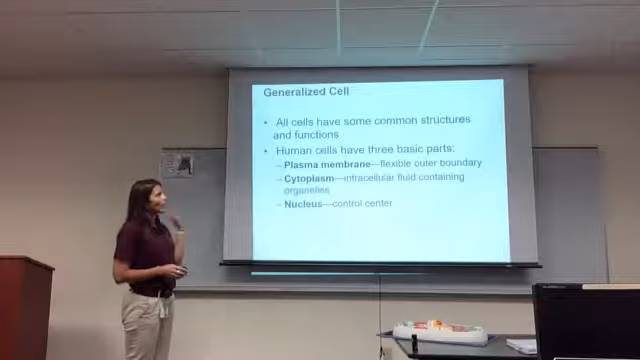 Generalized Cell
• All cells have some common structures
and functions
• Human cells have three basic parts:
– Plasma membrane—flexible outer boundary
– Cytoplasm—intracellular fluid containing
organelles
– Nucleus—control center